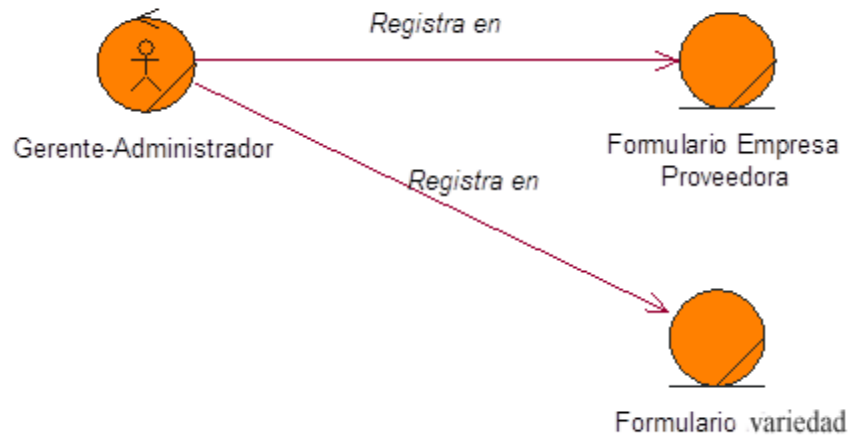 Registra en
Gerente-Administrador
Formulario Empresa
Proveedora
Registra en
Formulario variedad